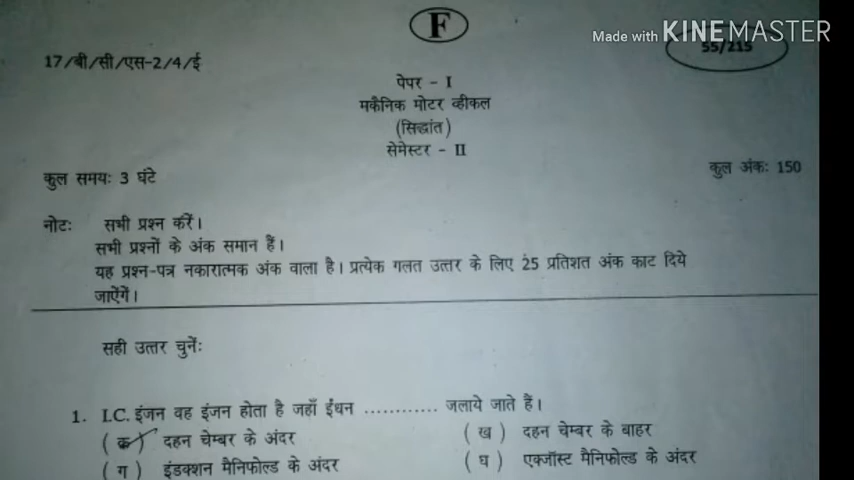 F
Made with KINEMASTER
17/बी/सी/एस-2/4/ई
55/215
पेपर - I
मकैनिक मोटर व्हीकल
(सिद्धांत)
सेमेस्टर - II
कुल समयः 3 घंटे
कुल अंकः 150
नोटः सभी प्रश्न करें।
सभी प्रश्नों के अंक समान हैं।
यह प्रश्न-पत्र नकारात्मक अंक वाला है। प्रत्येक गलत उत्तर के लिए 25 प्रतिशत अंक काट दिये
जाऐंगें।
सही उत्तर चुनेंः
1. I.C. इंजन वह इंजन होता है जहाँ ईंधन ............ जलाये जाते हैं।
(क) दहन चेम्बर के अंदर (ख) दहन चेम्बर के बाहर
(ग) इंडक्शन मैनिफोल्ड के अंदर (घ) एक्जॉस्ट मैनिफोल्ड के अंदर